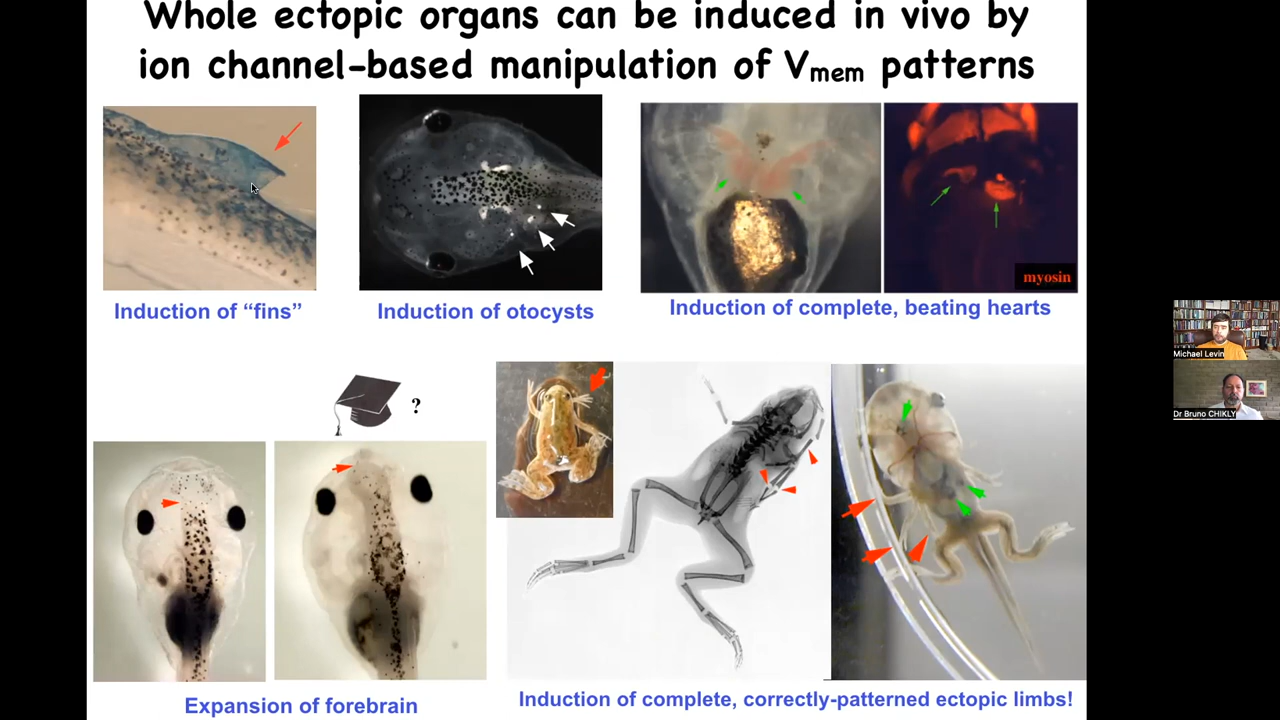 Whole ectopic organs can be induced in vivo by
ion channel-based manipulation of Vmem patterns
Induction of “fins”
Induction of otocysts
myosin
Induction of complete, beating hearts
?
Expansion of forebrain
Induction of complete, correctly-patterned ectopic limbs!
Michael Levin
Dr Bruno CHIKLY